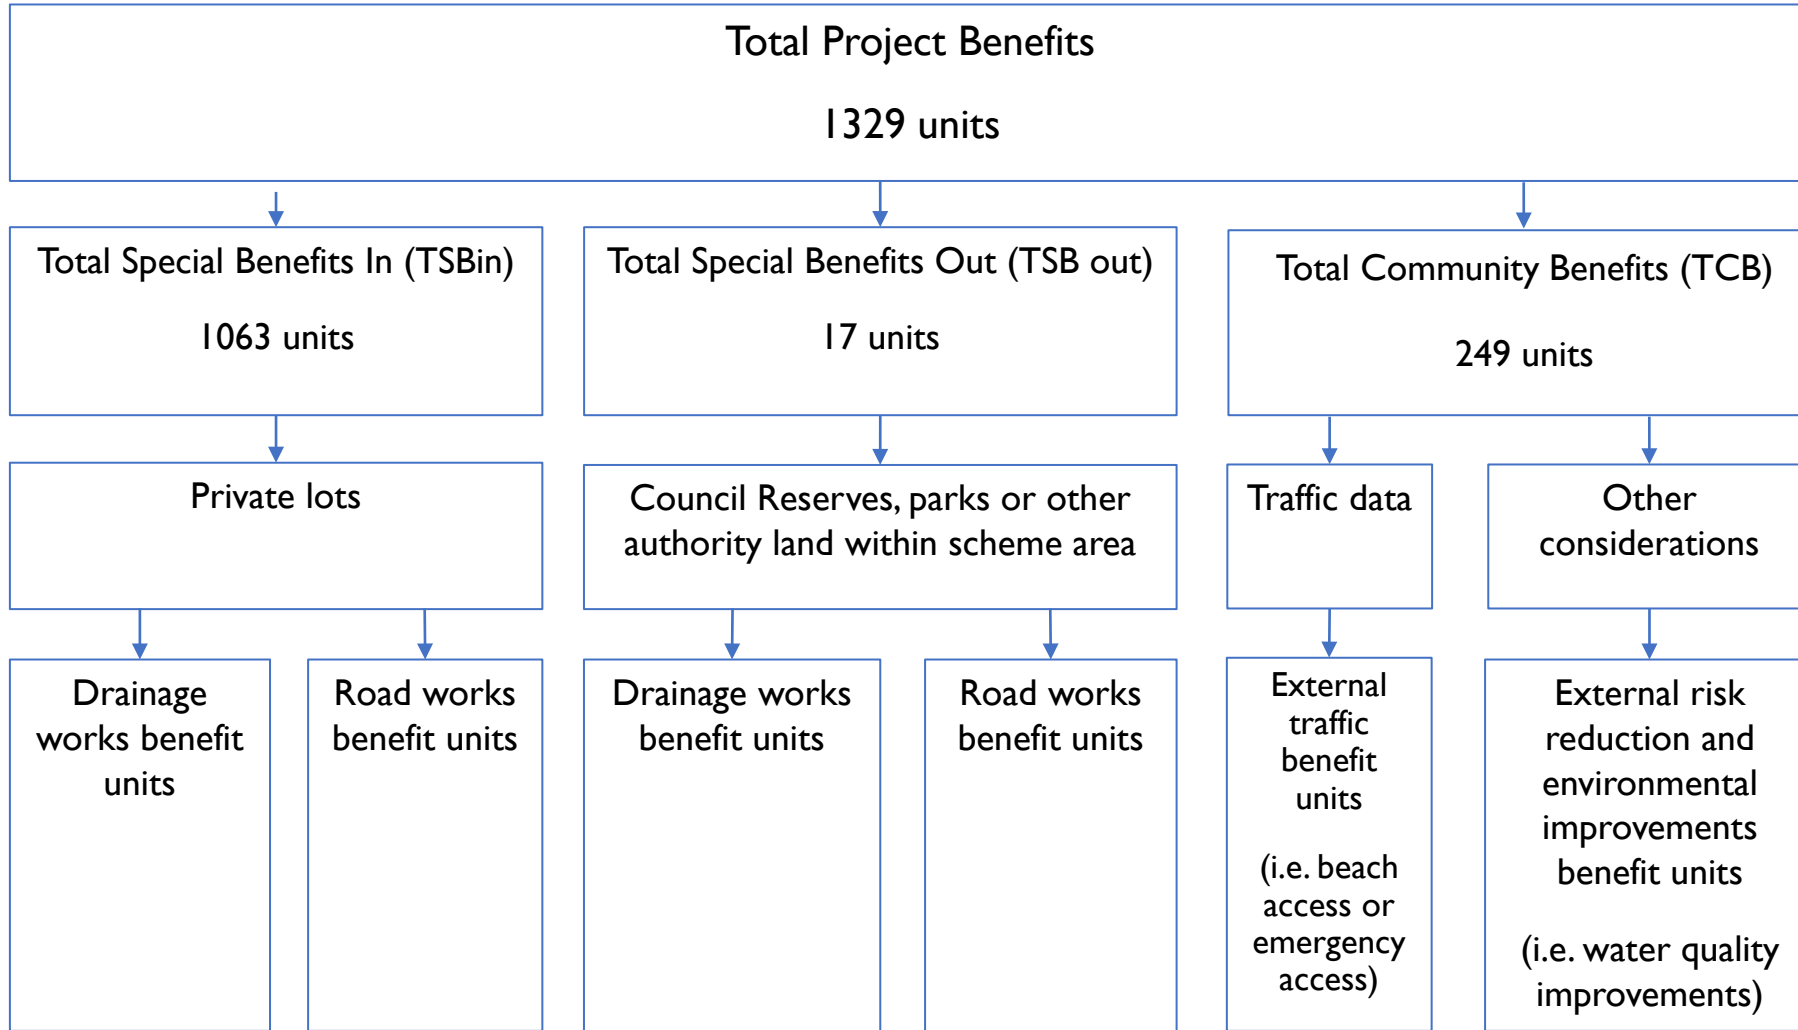 Total Project Benefits
1329 units
Total Special Benefits In (TSBin)
1063 units
Total Special Benefits Out (TSB out)
17 units
Total Community Benefits (TCB)
249 units
Private lots
Council Reserves, parks or other
authority land within scheme area
Traffic data
Other
considerations
Drainage
works benefit
units
Road works
benefit units
Drainage works
benefit units
Road works
benefit units
External
traffic
benefit
units
(i.e. beach
access or
emergency
access)
External risk
reduction and
environmental
improvements
benefit units
(i.e. water quality
improvements)